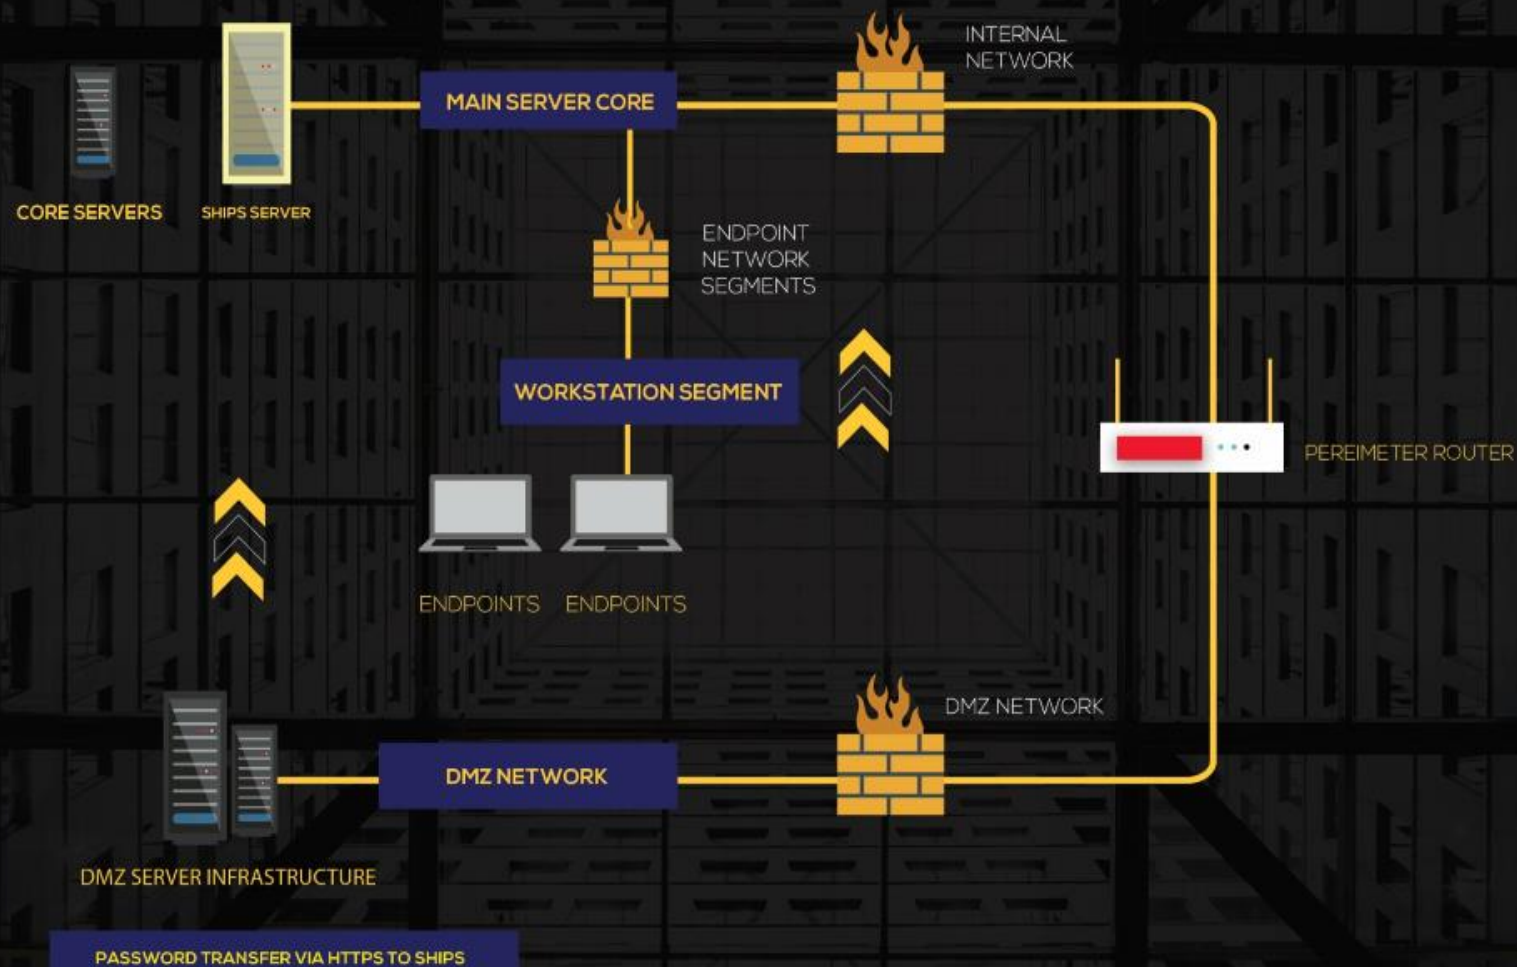 INTERNAL
NETWORK
MAIN SERVER CORE
CORE SERVERS
SHIPS SERVER
ENDPOINT
NETWORK
SEGMENTS
WORKSTATION SEGMENT
PEREIMETER ROUTER
ENDPOINTS
ENDPOINTS
DMZ NETWORK
DMZ NETWORK
DMZ SERVER INFRASTRUCTURE
PASSWORD TRANSFER VIA HTTPS TO SHIPS